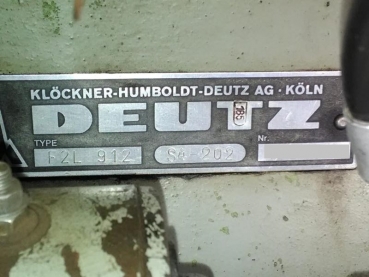 KLÖCKNER-HUMBOLDT-DEUTZ AG · KÖLN
DEUTZ
TYPE Nr.
F2L 912